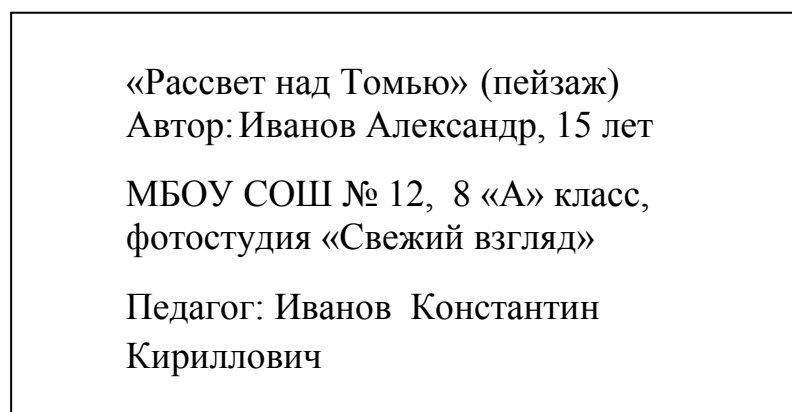 «Рассвет над Томью» (пейзаж)
Автор: Иванов Александр, 15 лет
МБОУ СОШ № 12, 8 «А» класс,
фотостудия «Свежий взгляд»
Педагог: Иванов Константин
Кириллович